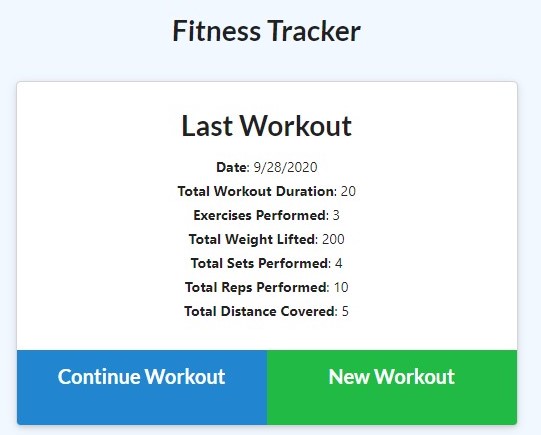 Fitness Tracker
Last Workout
Date: 9/28/2020
Total Workout Duration: 20
Exercises Performed: 3
Total Weight Lifted: 200
Total Sets Performed: 4
Total Reps Performed: 10
Total Distance Covered: 5
Continue Workout
New Workout